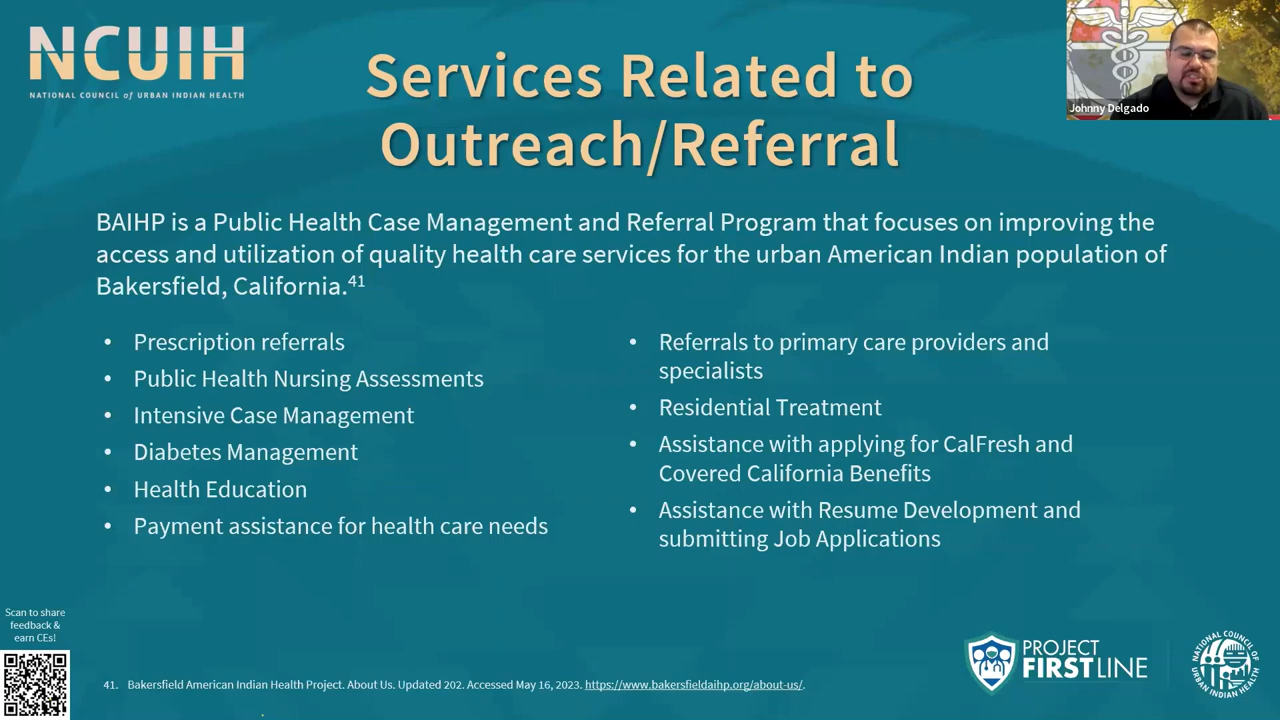 NCUIH
NATIONAL COUNCIL of URBAN INDIAN HEALTH
Services Related to
Outreach/Referral
Johnny Delgado
BAIHP is a Public Health Case Management and Referral Program that focuses on improving the
access and utilization of quality health care services for the urban American Indian population of
Bakersfield, California.41
• Prescription referrals
• Public Health Nursing Assessments
• Intensive Case Management
• Diabetes Management
• Health Education
• Payment assistance for health care needs
• Referrals to primary care providers and
specialists
• Residential Treatment
• Assistance with applying for CalFresh and
Covered California Benefits
• Assistance with Resume Development and
submitting Job Applications
Scan to share
feedback &
earn CEs!
41. Bakersfield American Indian Health Project. About Us. Updated 202. Accessed May 16, 2023. https://www.bakersfieldaihp.org/about-us/.
PROJECT
FIRSTLINE
NATIONAL COUNCIL OF
URBAN INDIAN HEALTH